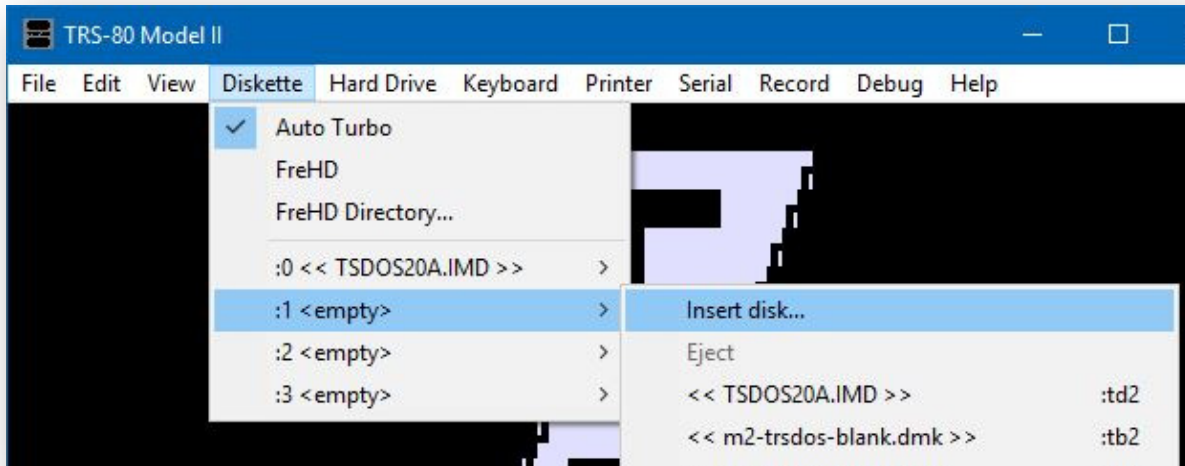 TRS-80 Model II
File Edit View Diskette Hard Drive Keyboard Printer Serial Record Debug Help
Auto Turbo
FreHD
FreHD Directory...
:0 << TSDOS20A.IMD >>
:1 <empty>
:2 <empty>
:3 <empty>
Insert disk...
Eject
<< TSDOS20A.IMD >> :td2
<< m2-trsdos-blank.dmk >> :tb2